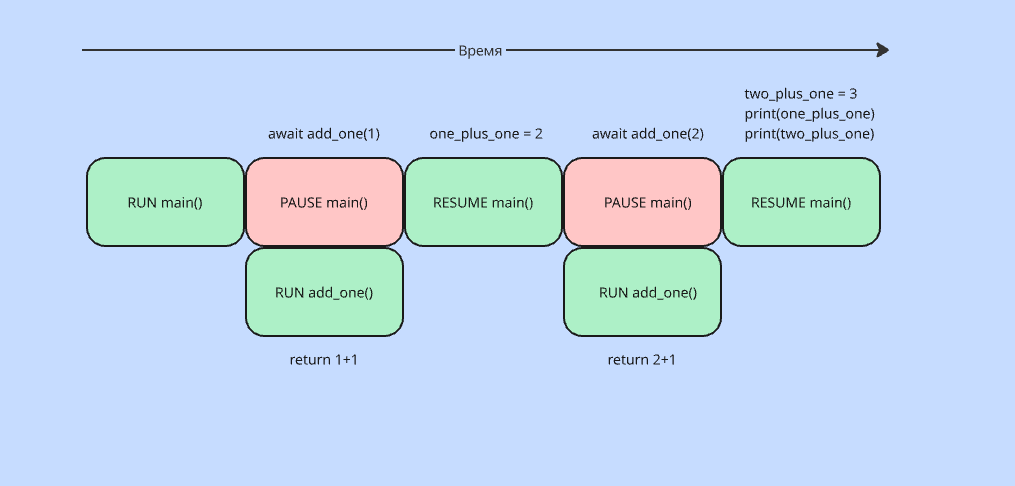 Время
two_plus_one = 3
print(one_plus_one)
print(two_plus_one)
await add_one(1)
one_plus_one = 2
await add_one(2)
RUN main()
PAUSE main()
RESUME main()
PAUSE main()
RESUME main()
RUN add_one()
RUN add_one()
return 1+1
return 2+1